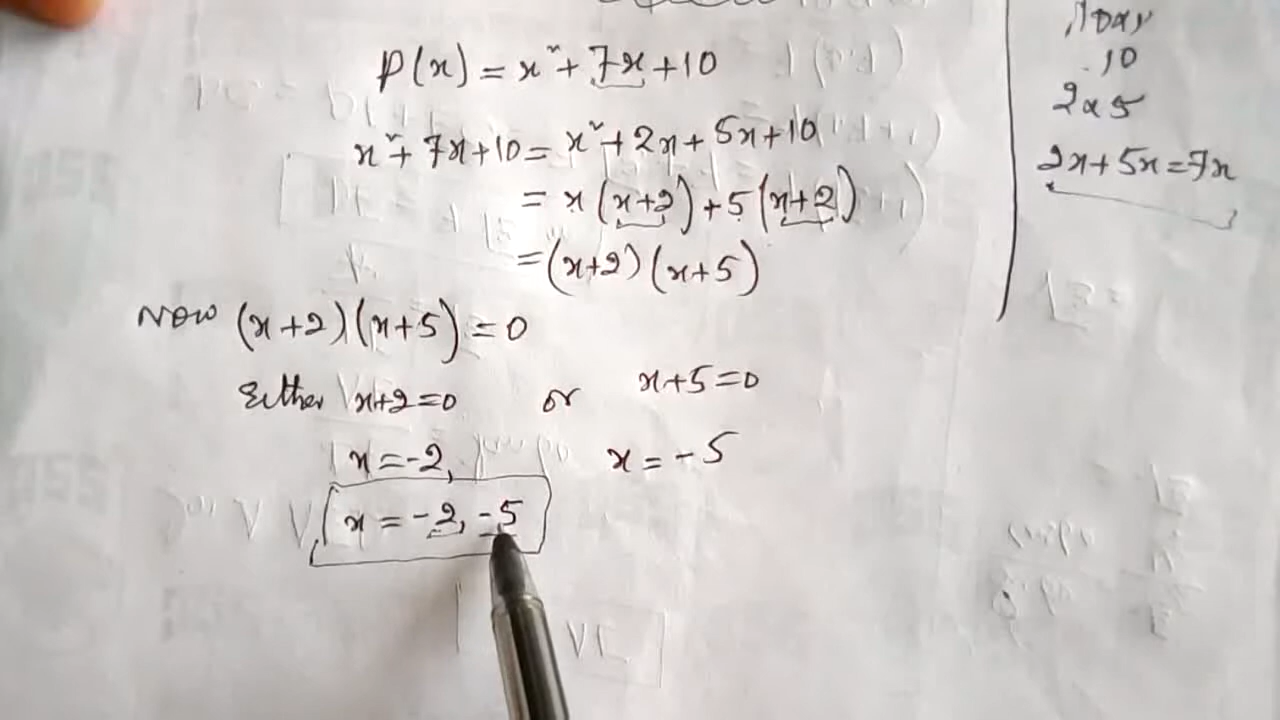 P(x) = x² + 7x + 10
x² + 7x + 10 = x² + 2x + 5x + 10
= x (x+2) + 5 (x+2)
= (x+2) (x+5)
Now (x+2) (x+5) = 0
Either x+2=0 or x+5=0
x = -2, x = -5
x = -2, -5
10
2x5
2x + 5x = 7x